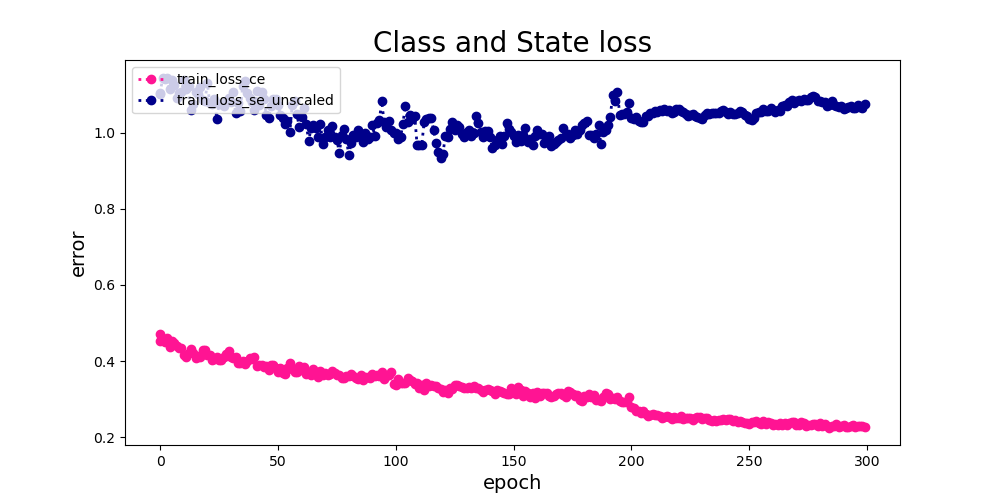 Class and State loss
train_loss_ce
train_loss_se_unscaled
error
1.0
0.8
0.6
0.4
0.2
0 50 100 150 200 250 300
epoch